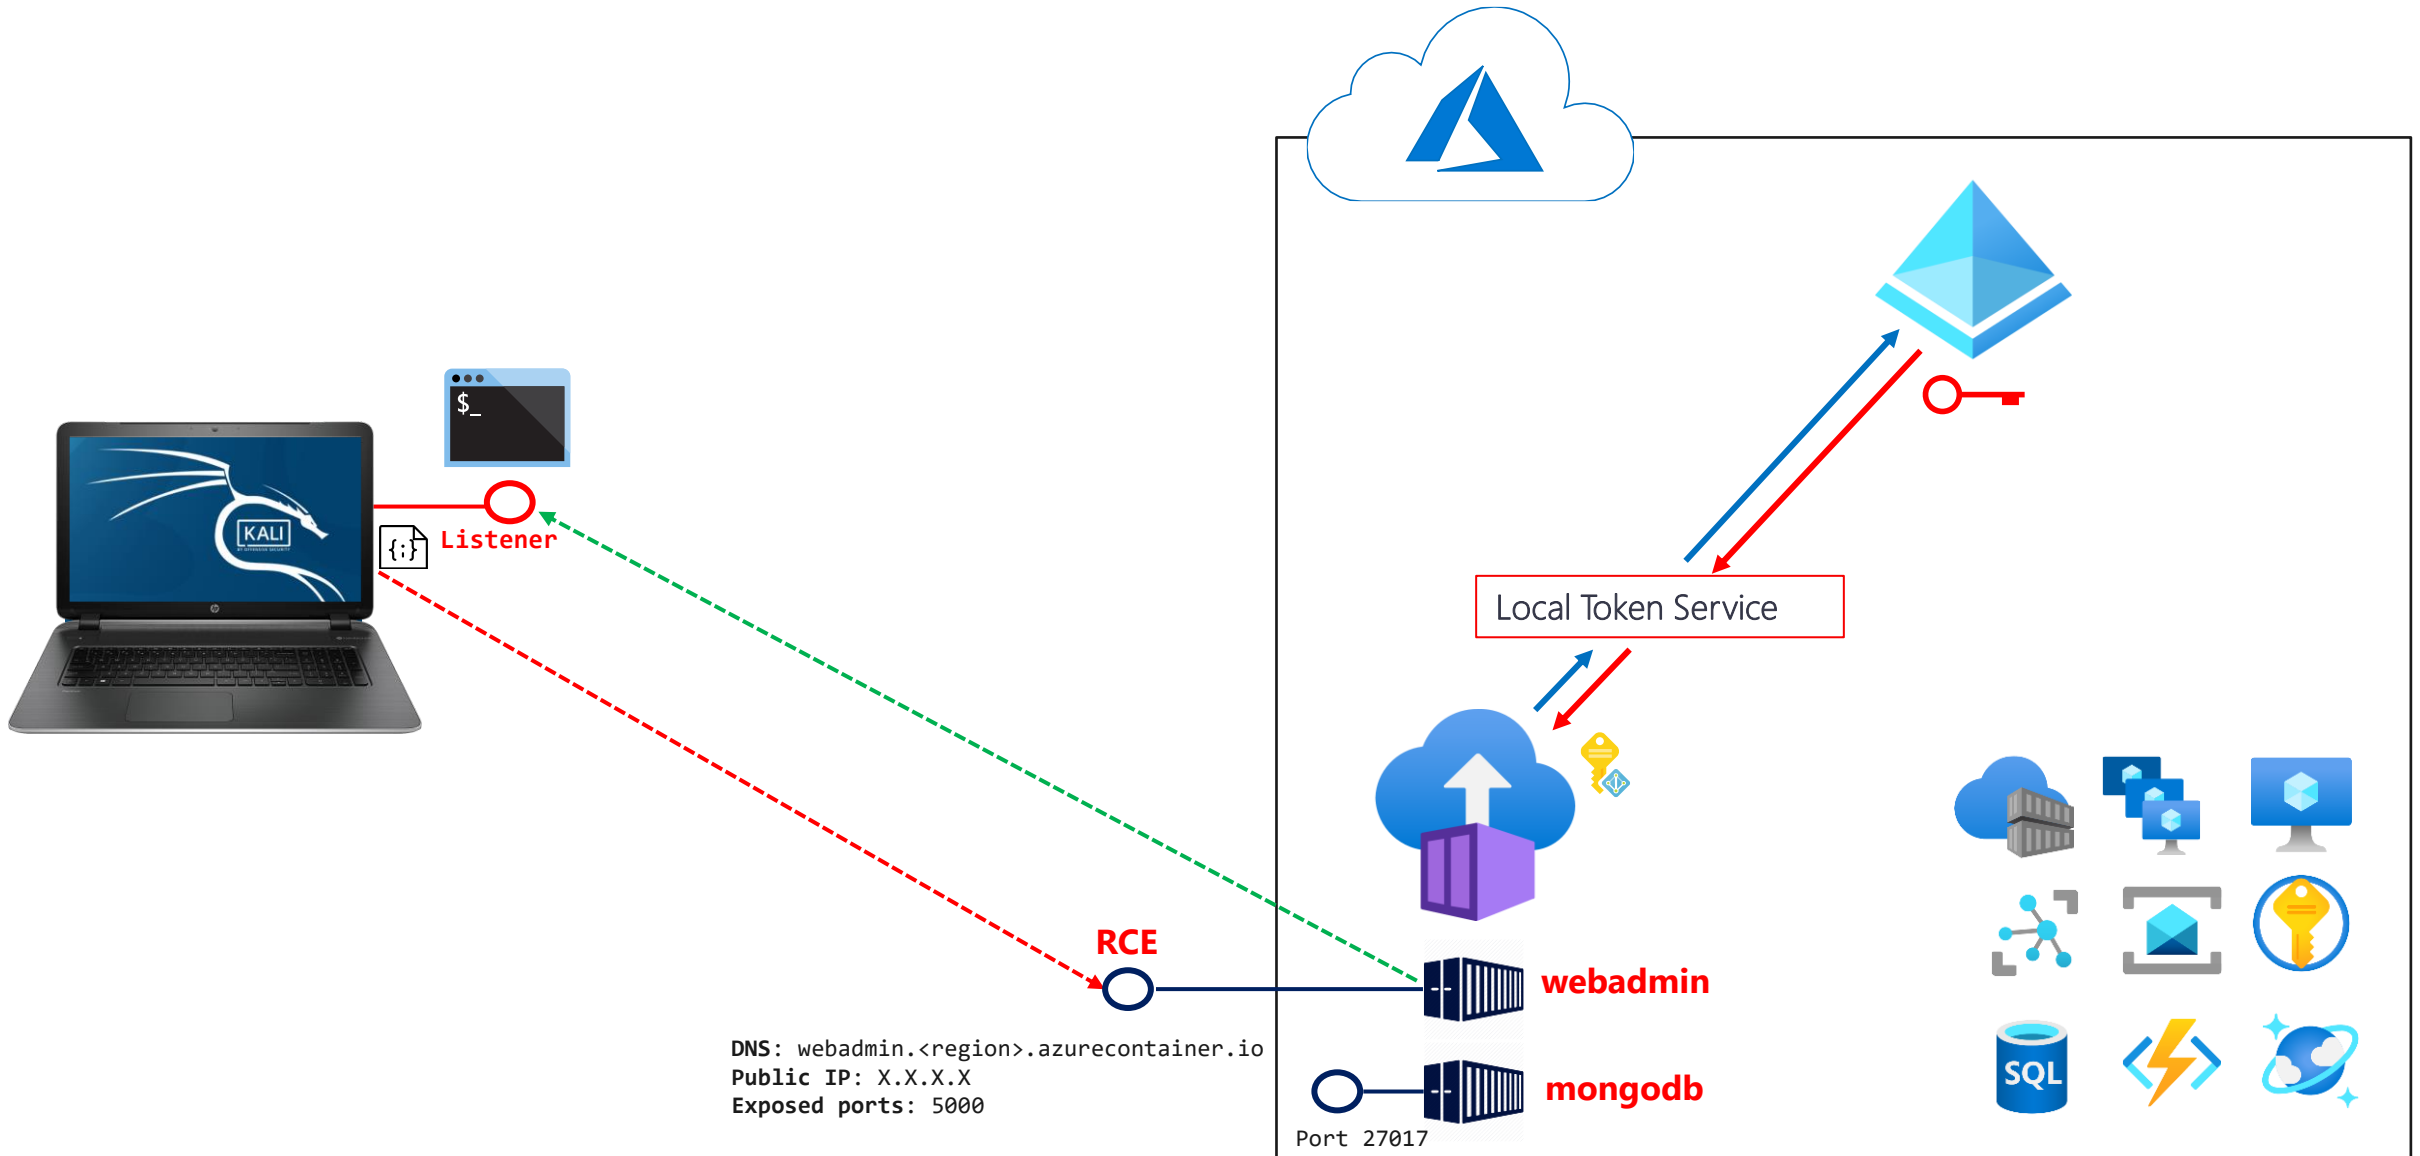 $_
KALI
Listener
{;}
Local Token Service
RCE
webadmin
DNS: webadmin.<region>.azurecontainer.io
Public IP: X.X.X.X
Exposed ports: 5000
mongodb
Port 27017
SQL